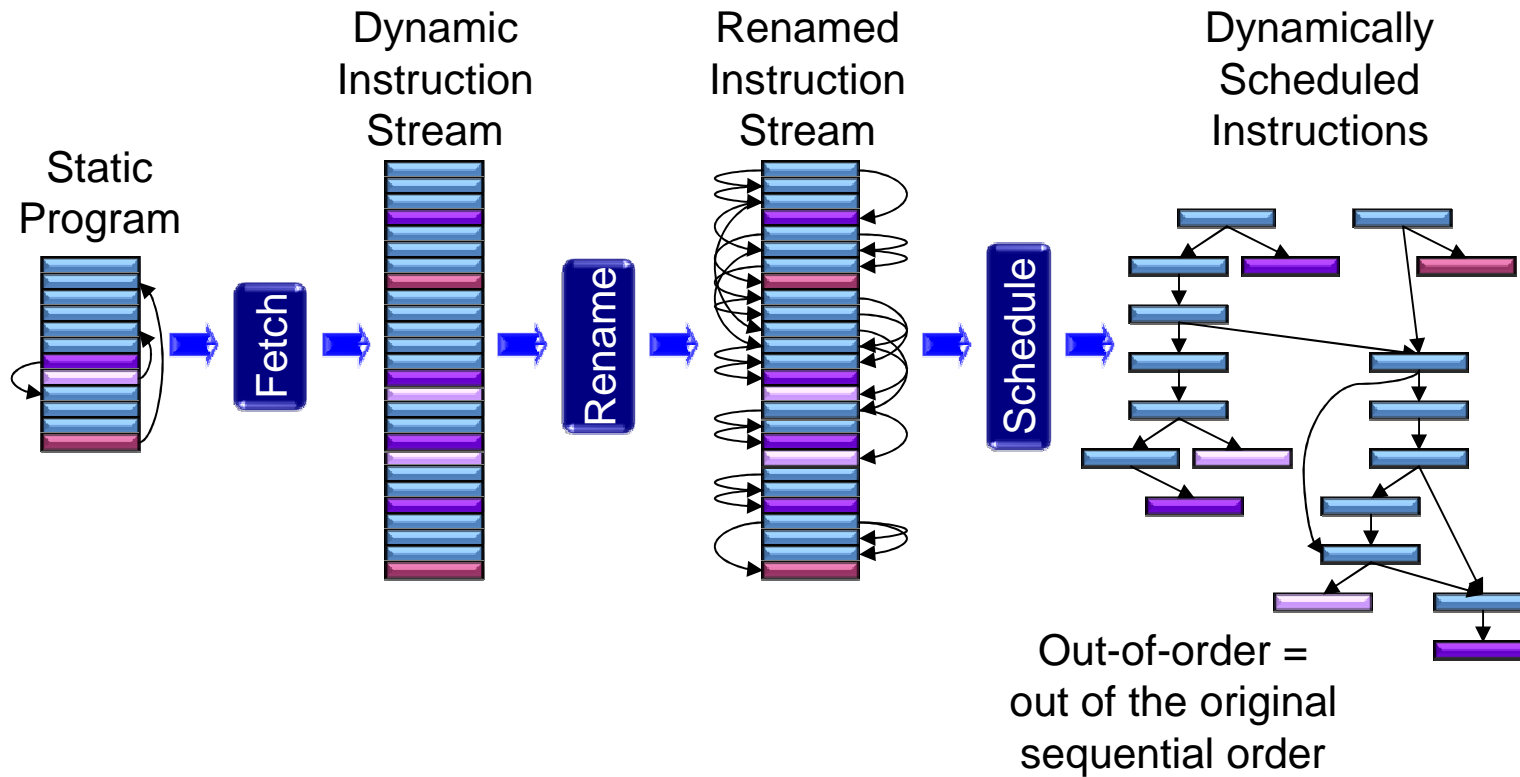 Static
Program
Fetch
Dynamic
Instruction
Stream
Rename
Renamed
Instruction
Stream
Schedule
Dynamically
Scheduled
Instructions
Out-of-order =
out of the original
sequential order